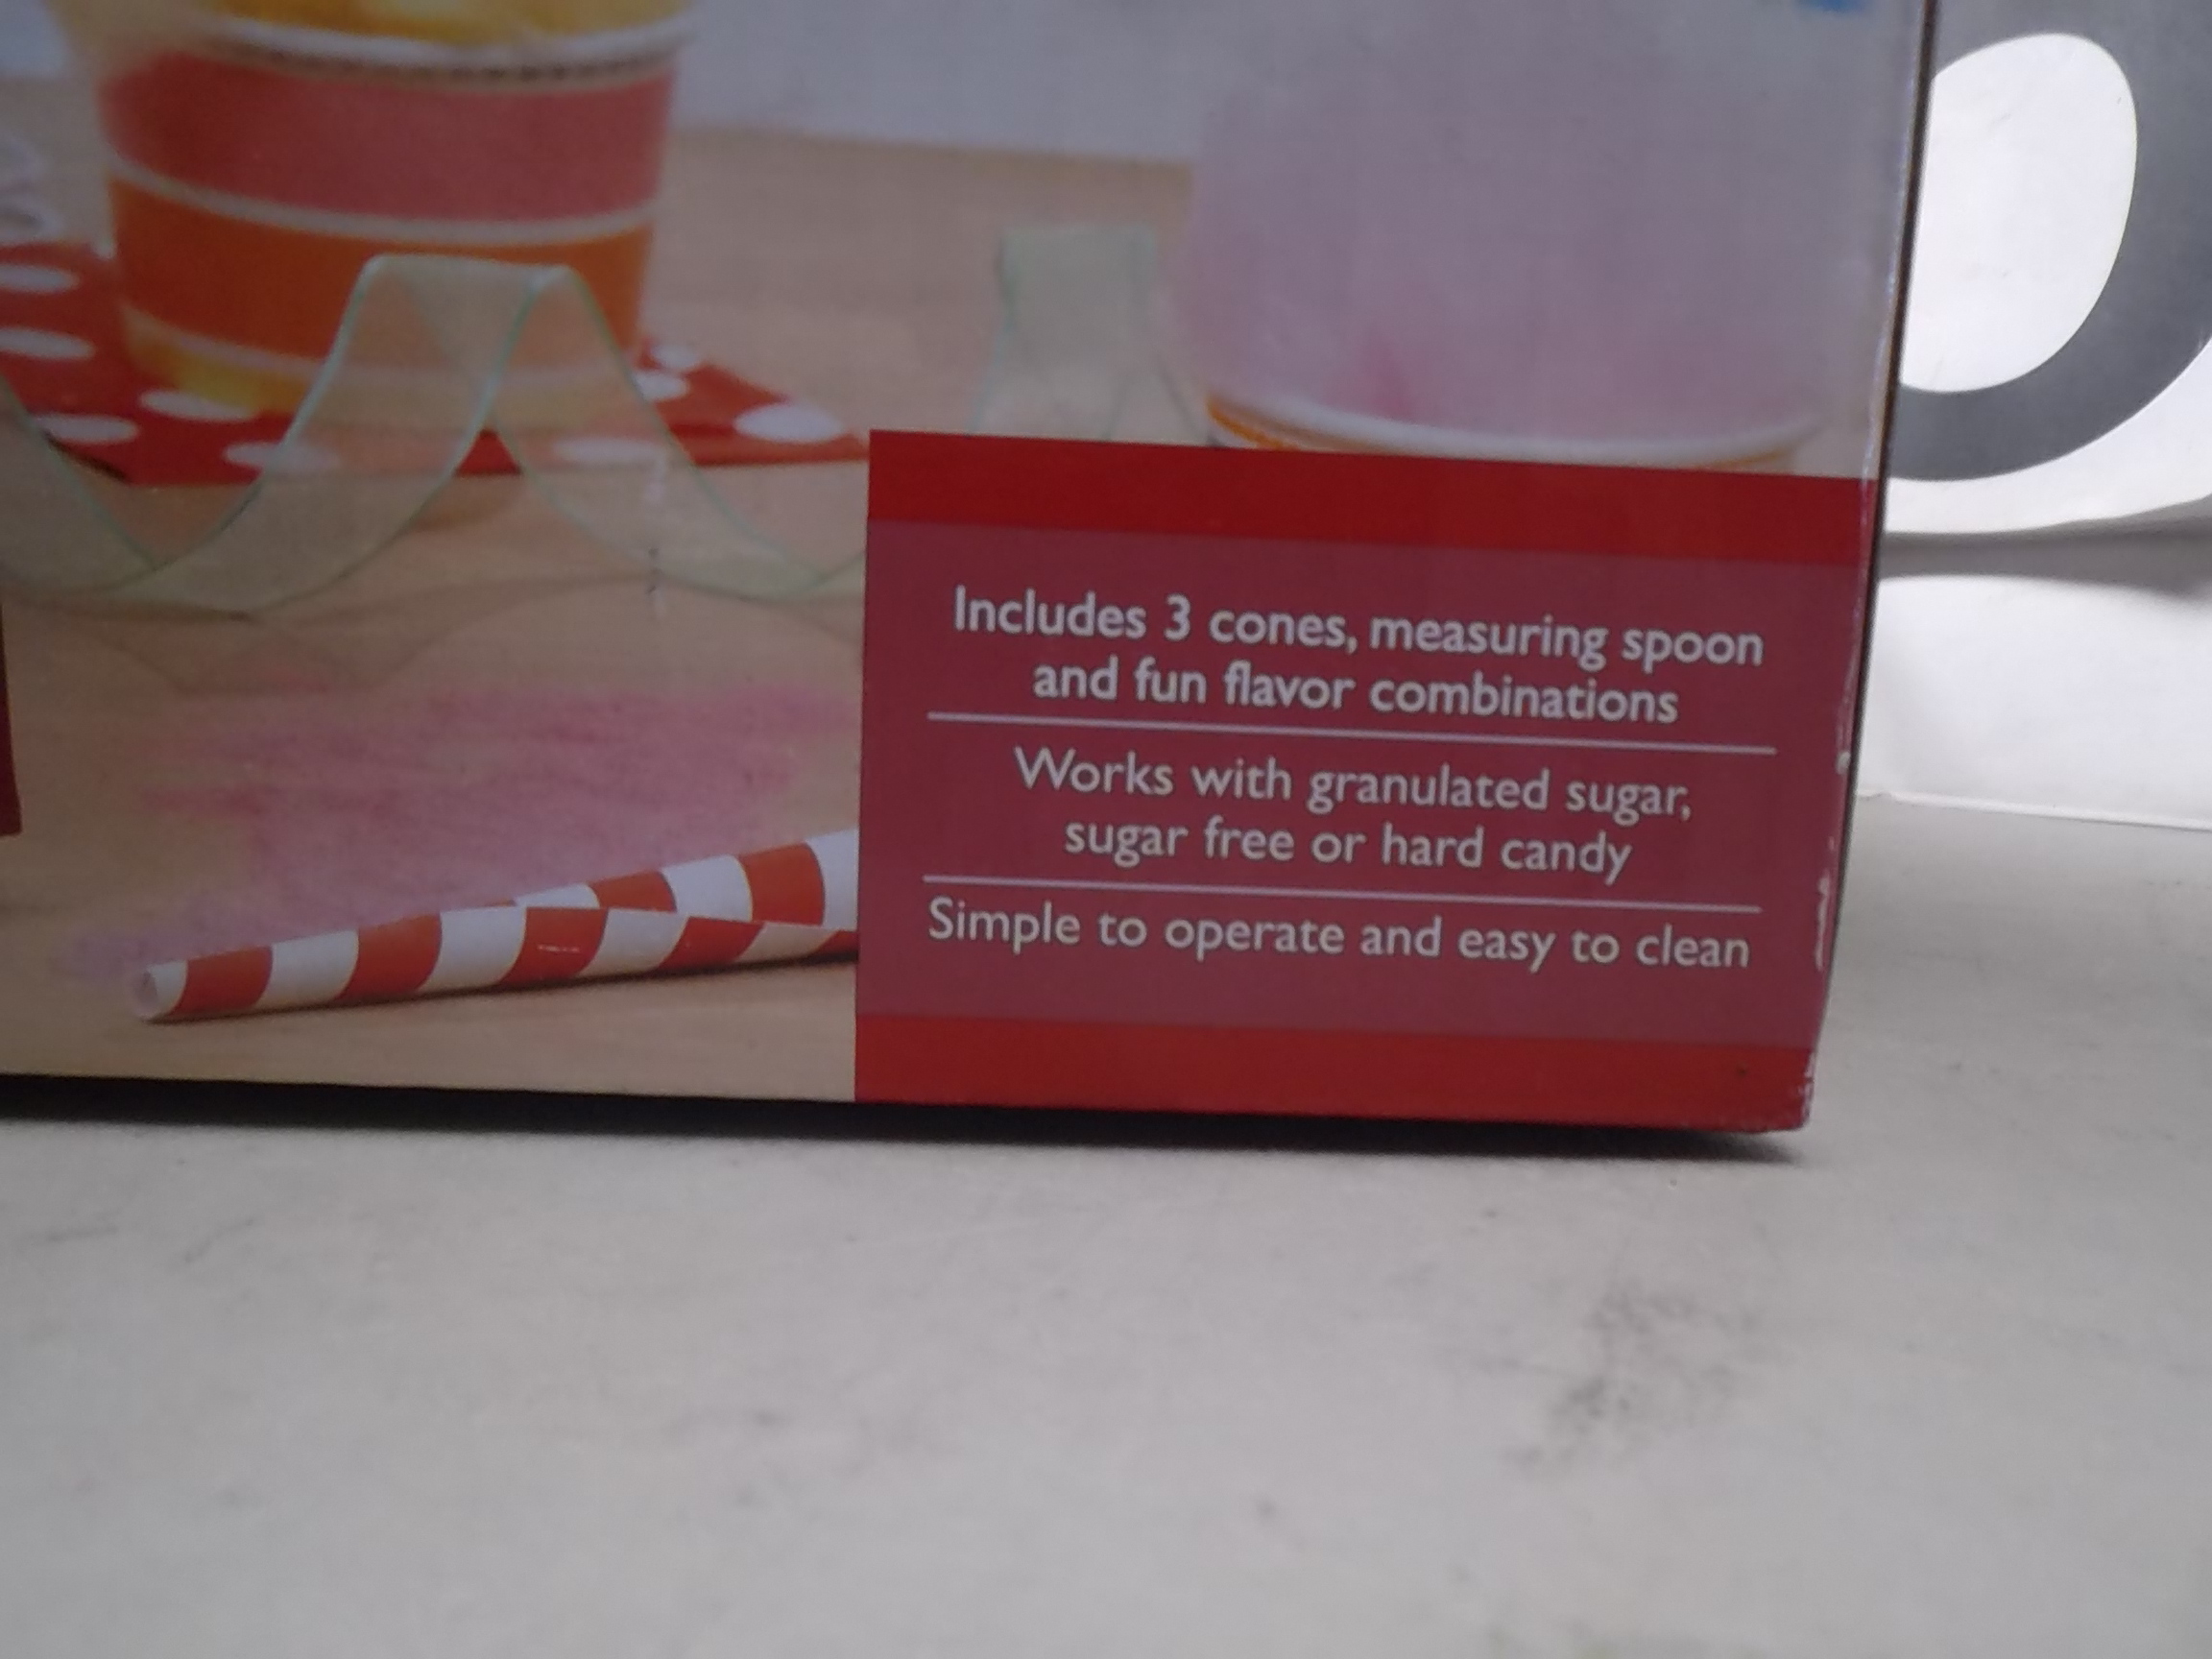 Includes 3 cones, measuring spoon
and fun flavor combinations
Works with granulated sugar,
sugar free or hard candy
Simple to operate and easy to clean